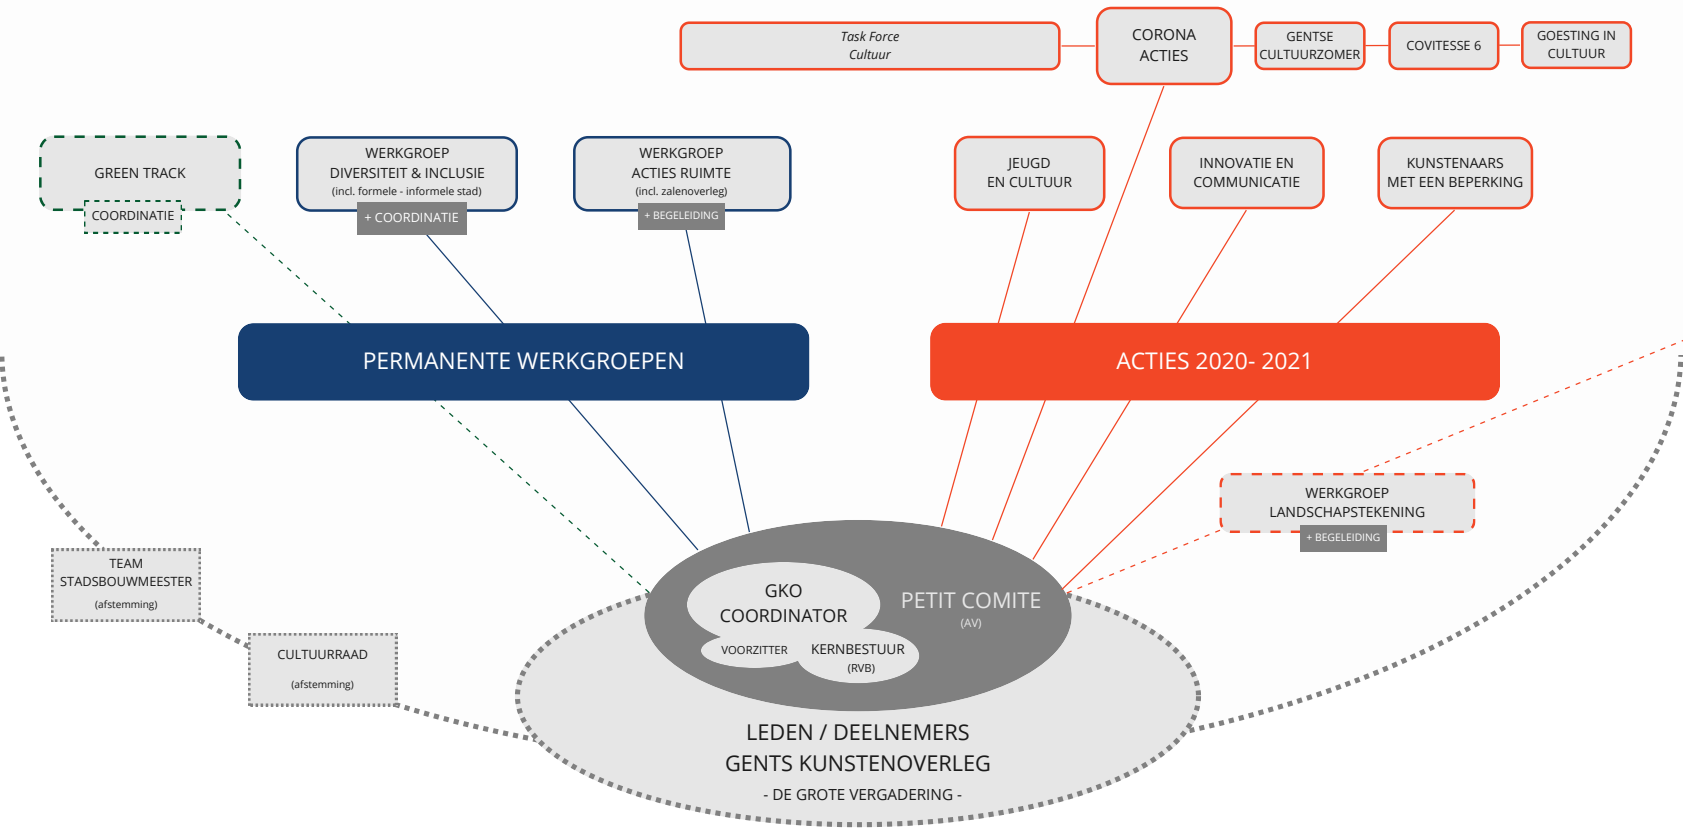 Task Force
Cultuur
CORONA
ACTIES
GENTSE
CULTUURZOMER
COVITESSE 6
GOESTING IN
CULTUUR
GREEN TRACK
COORDINATIE
WERKGROEP
DIVERSITEIT & INCLUSIE
(incl. formele - informele stad)
+ COORDINATIE
WERKGROEP
ACTIES RUIMTE
(incl. zalenoverleg)
+ BEGELEIDING
JEUGD
EN CULTUUR
INNOVATIE EN
COMMUNICATIE
KUNSTENAARS
MET EEN BEPERKING
PERMANENTE WERKGROEPEN
ACTIES 2020- 2021
WERKGROEP
LANDSCHAPSTEKENING
+ BEGELEIDING
TEAM
STADSBOUWMEESTER
(afstemming)
CULTUURRAAD
(afstemming)
GKO
COORDINATOR
PETIT COMITE
(AV)
VOORZITTER
KERNBESTUUR
(RVB)
LEDEN / DEELNEMERS
GENTS KUNSTENOVERLEG
- DE GROTE VERGADERING -